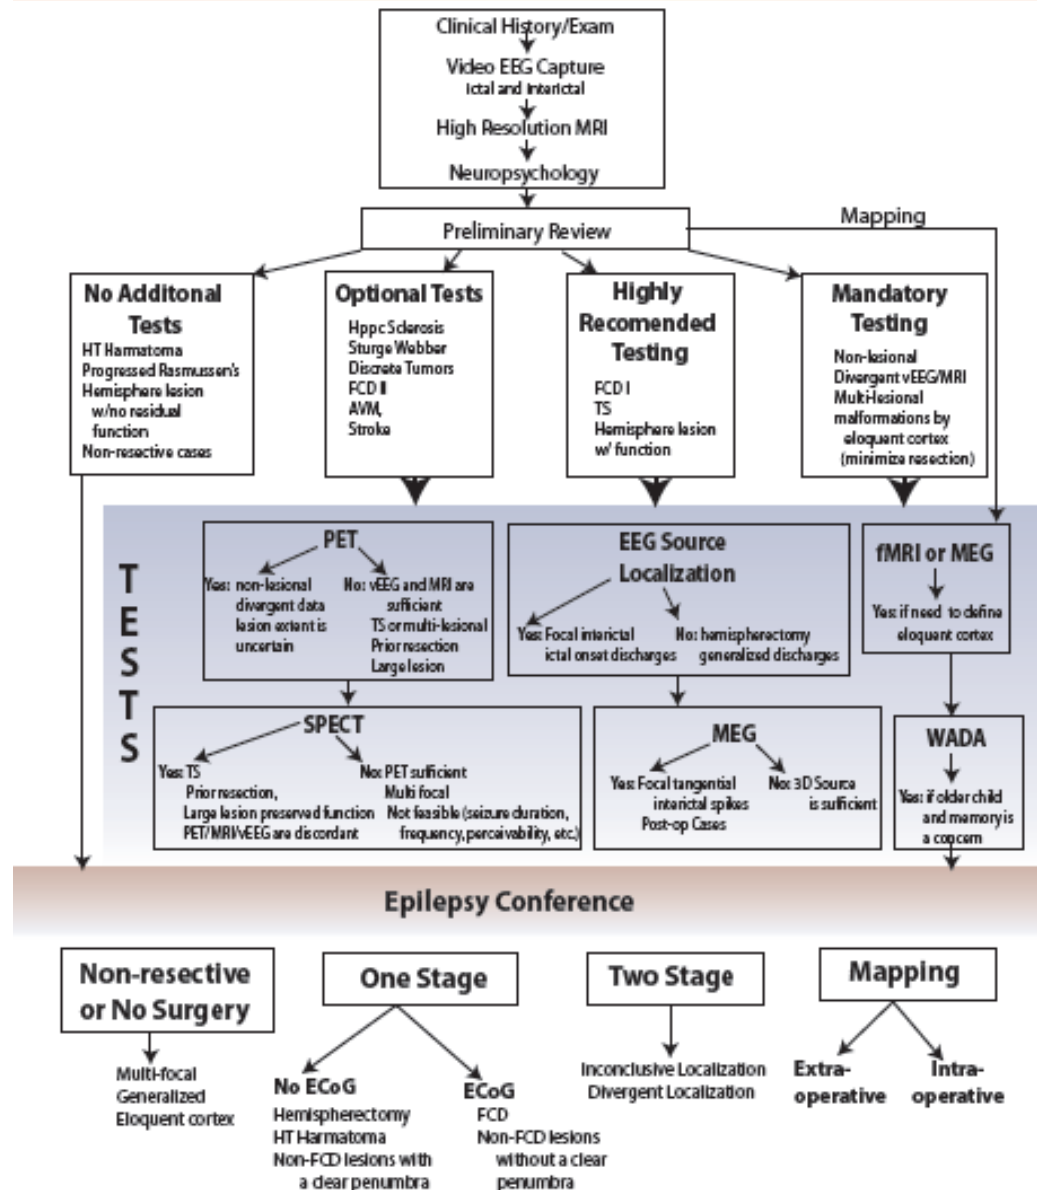 Clinical History/Exam
Video EEG Capture
Ictal and Interictal
High Resolution MRI
Neuropsychology
Preliminary Review
Mapping
No Additonal
Tests
HT Harmatoma
Progressed Rasmussen's
Hemisphere lesion
w/no residual
function
Non-resective cases
Optional Tests
Hppc Sclerosis
Sturge Webber
Discrete Tumors
FCD II
AVM,
Stroke
Highly
Recomended
Testing
FCD I
TS
Hemisphere lesion
w/ function
Mandatory
Testing
Non-lesional
Divergent vEEG/MRI
Multi-lesional
malformations by
eloquent cortex
(minimize resection)
TESTS
PET
Yes: non-lesional
divergent data
lesion extent is
uncertain
No: vEEG and MRI are
sufficient
TS or multi-lesional
Prior resection
Large lesion
EEG Source
Localization
Yes: Focal interictal
ictal onset discharges
No: hemispherectomy
generalized discharges
fMRI or MEG
Yes: if need to define
eloquent cortex
SPECT
Yes: TS
Prior resection,
Large lesion preserved function
PET/MRI/vEEG are discordant
No: PET sufficient
Multi focal
Not feasible (seizure duration,
frequency, perceivability, etc.)
MEG
Yes: Focal tangential
interictal spikes
Post-op Cases
No: 3D Source
is sufficient
WADA
Yes: if older child
and memory is
a concern
Epilepsy Conference
Non-resective
or No Surgery
Multi-focal
Generalized
Eloquent cortex
One Stage
No ECoG
Hemispherectomy
HT Harmatoma
Non-FCD lesions with
a clear penumbra
ECoG
FCD
Non-FCD lesions
without a clear
penumbra
Two Stage
Inconclusive Localization
Divergent Localization
Mapping
Extra-
operative
Intra-
operative